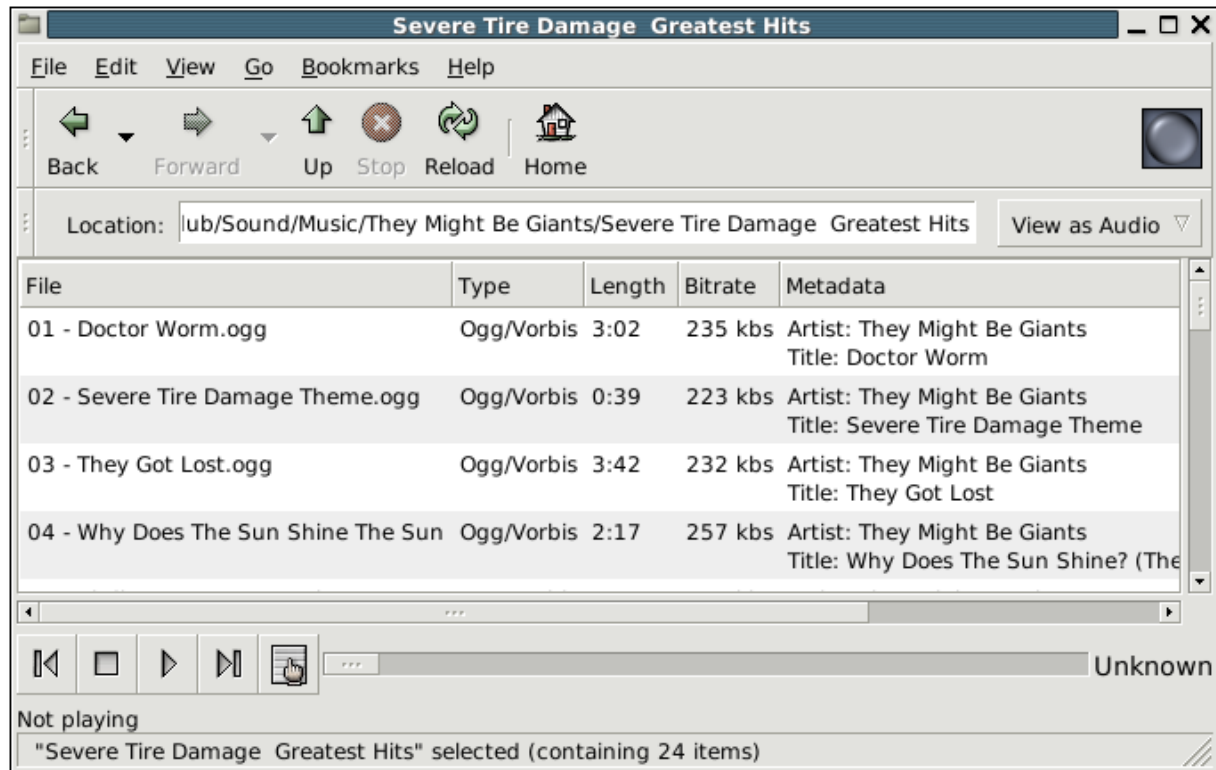 Severe Tire Damage  Greatest Hits
File Edit View Go Bookmarks Help
Back Forward Up Stop Reload Home
Location: ub/Sound/Music/They Might Be Giants/Severe Tire Damage  Greatest Hits View as Audio
File Type Length Bitrate Metadata
01 - Doctor Worm.ogg Ogg/Vorbis 3:02 235 kbs Artist: They Might Be Giants
Title: Doctor Worm
02 - Severe Tire Damage Theme.ogg Ogg/Vorbis 0:39 223 kbs Artist: They Might Be Giants
Title: Severe Tire Damage Theme
03 - They Got Lost.ogg Ogg/Vorbis 3:42 232 kbs Artist: They Might Be Giants
Title: They Got Lost
04 - Why Does The Sun Shine The Sun Ogg/Vorbis 2:17 257 kbs Artist: They Might Be Giants
Title: Why Does The Sun Shine? (The
Unknown
Not playing
"Severe Tire Damage  Greatest Hits" selected (containing 24 items)